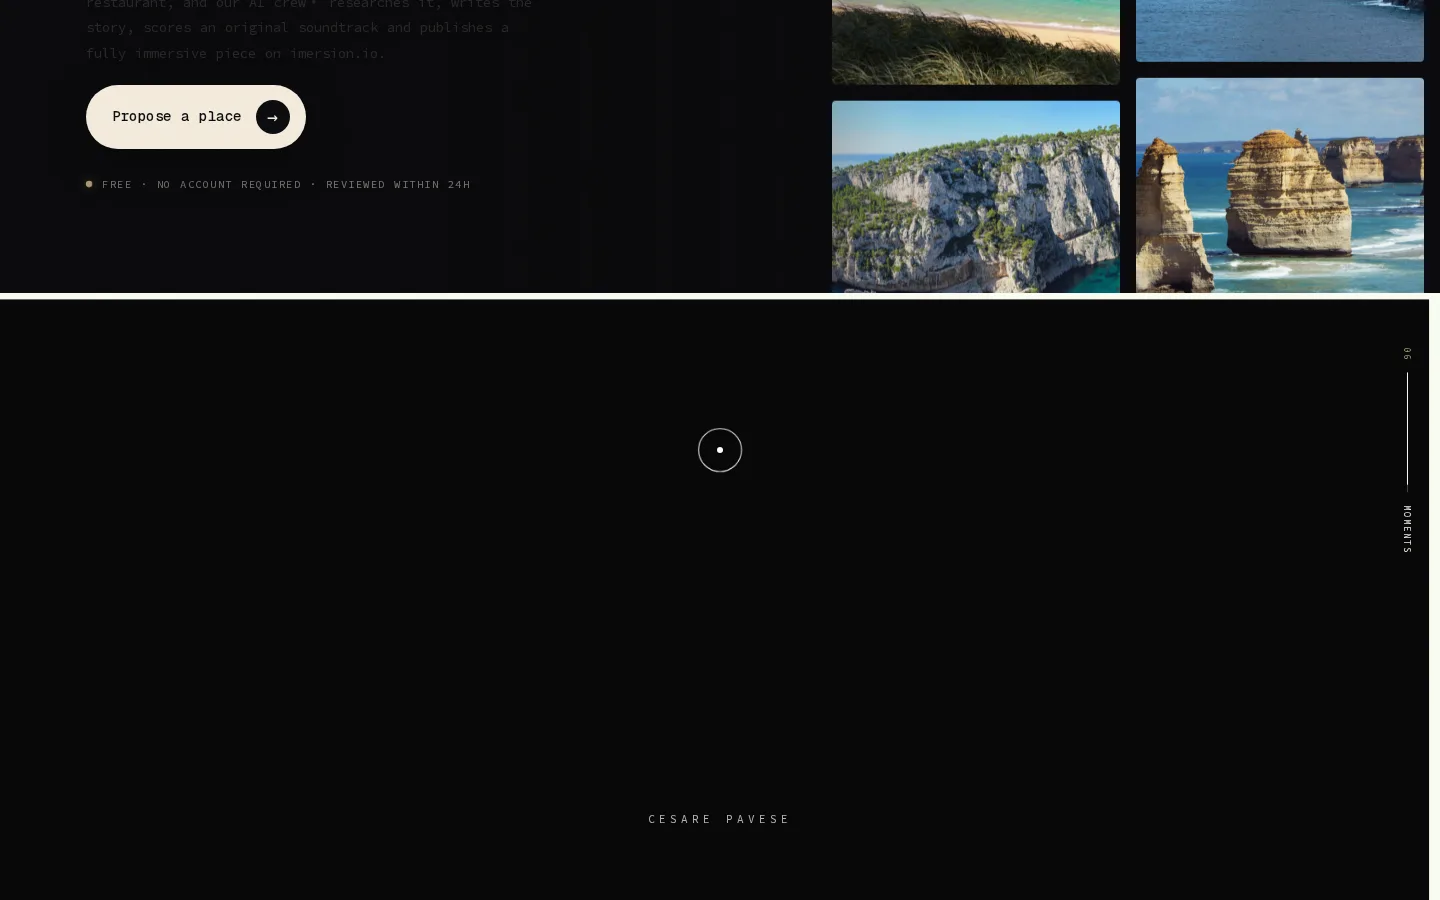 restaurant, and our AI crew· researches it, writes the
story, scores an original soundtrack and publishes a
fully immersive piece on imersion.io.
Propose a place →
FREE · NO ACCOUNT REQUIRED · REVIEWED WITHIN 24H
06
MOMENTS
CESARE PAVESE